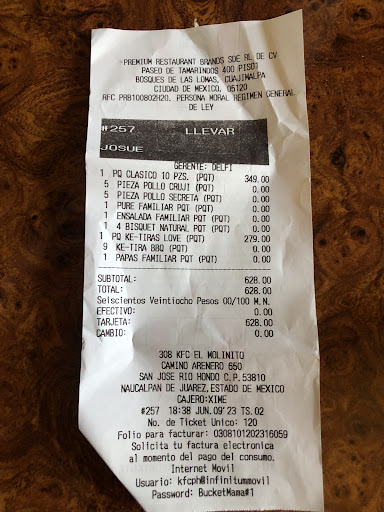 PREMIUM RESTAURANT BRANDS SDE RL DE CV
PASEO DE TAMARINDOS 400 PISO1
BOSQUES DE LAS LOMAS, CUAJIMALPA
CIUDAD DE MEXICO, 05120
RFC PRB100802H20. PERSONA MORAL REGIMEN GENERAL
DE LEY
#257 LLEVAR
JOSUE
GERENTE: DELFI
1 PQ CLASICO 10 PZS. (PQT) 349.00
5 PIEZA POLLO CRUJI (PQT) 0.00
5 PIEZA POLLO SECRETA (PQT) 0.00
1 PURE FAMILIAR PQT (PQT) 0.00
1 ENSALADA FAMILIAR PQT (PQT) 0.00
1 4 BISQUET NATURAL PQT (PQT) 0.00
1 PQ KE-TIRAS LOVE (PQT) 279.00
9 KE-TIRA BBQ (PQT) 0.00
1 PAPAS FAMILIAR PQT (PQT) 0.00
SUBTOTAL: 628.00
TOTAL: 628.00
Seiscientos Veintiocho Pesos 00/100 M.N.
EFECTIVO: 0.00
TARJETA: 628.00
CAMBIO: 0.00
308 KFC EL MOLINITO
CAMINO ARENERO 650
SAN JOSE RIO HONDO C.P.53810
NAUCALPAN DE JUAREZ, ESTADO DE MEXICO
CAJERO:XIME
#257 18:38 JUN.09'23 TS.02
No. de Ticket Unico: 120
Folio para facturar: 0308101202316059
Solicita tu factura electronica
al momento del pago del consumo.
Internet Movil
Usuario: kfcph@infinitummovil
Password: BucketMama#1